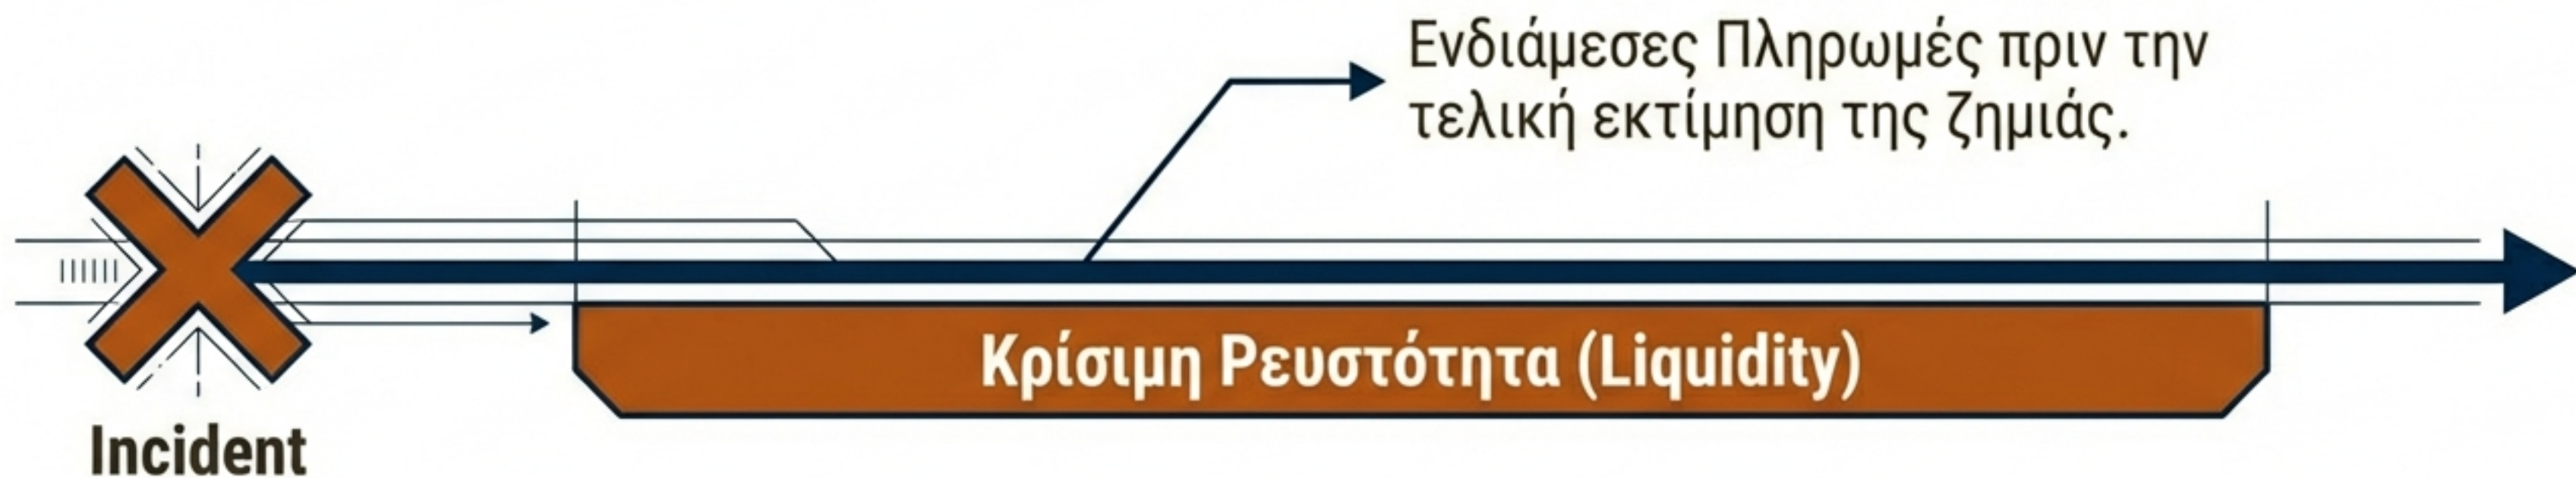 Ενδιάμεσες Πληρωμές πριν την
τελική εκτίμηση της ζημιάς.
Κρίσιμη Ρευστότητα (Liquidity)
Incident